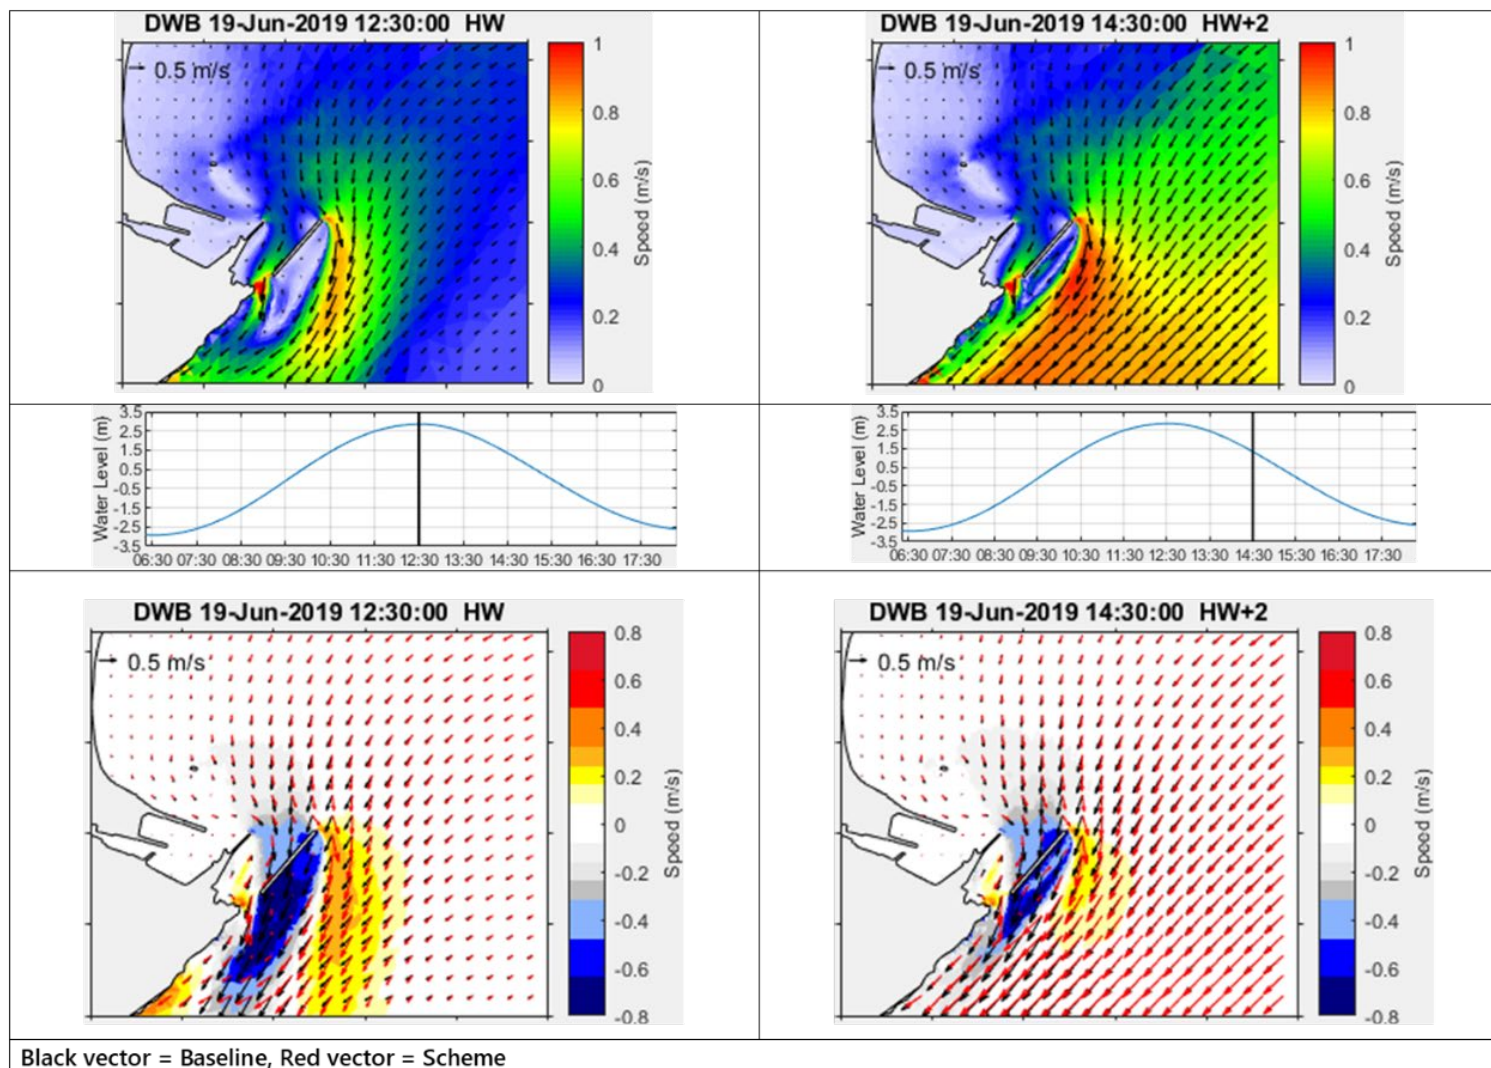 DWB 19-Jun-2019 12:30:00 HW
0.5 m/s
1
0.8
0.6
0.4
0.2
0
Speed (m/s)
DWB 19-Jun-2019 14:30:00 HW+2
0.5 m/s
1
0.8
0.6
0.4
0.2
0
Speed (m/s)
Water Level (m)
3.5
2.5
1.5
0.5
-0.5
-1.5
-2.5
-3.5
06:30 07:30 08:30 09:30 10:30 11:30 12:30 13:30 14:30 15:30 16:30 17:30
Water Level (m)
3.5
2.5
1.5
0.5
-0.5
-1.5
-2.5
-3.5
06:30 07:30 08:30 09:30 10:30 11:30 12:30 13:30 14:30 15:30 16:30 17:30
DWB 19-Jun-2019 12:30:00 HW
0.5 m/s
0.8
0.6
0.4
0.2
0
-0.2
-0.4
-0.6
-0.8
Speed (m/s)
DWB 19-Jun-2019 14:30:00 HW+2
0.5 m/s
0.8
0.6
0.4
0.2
0
-0.2
-0.4
-0.6
-0.8
Speed (m/s)
Black vector = Baseline, Red vector = Scheme